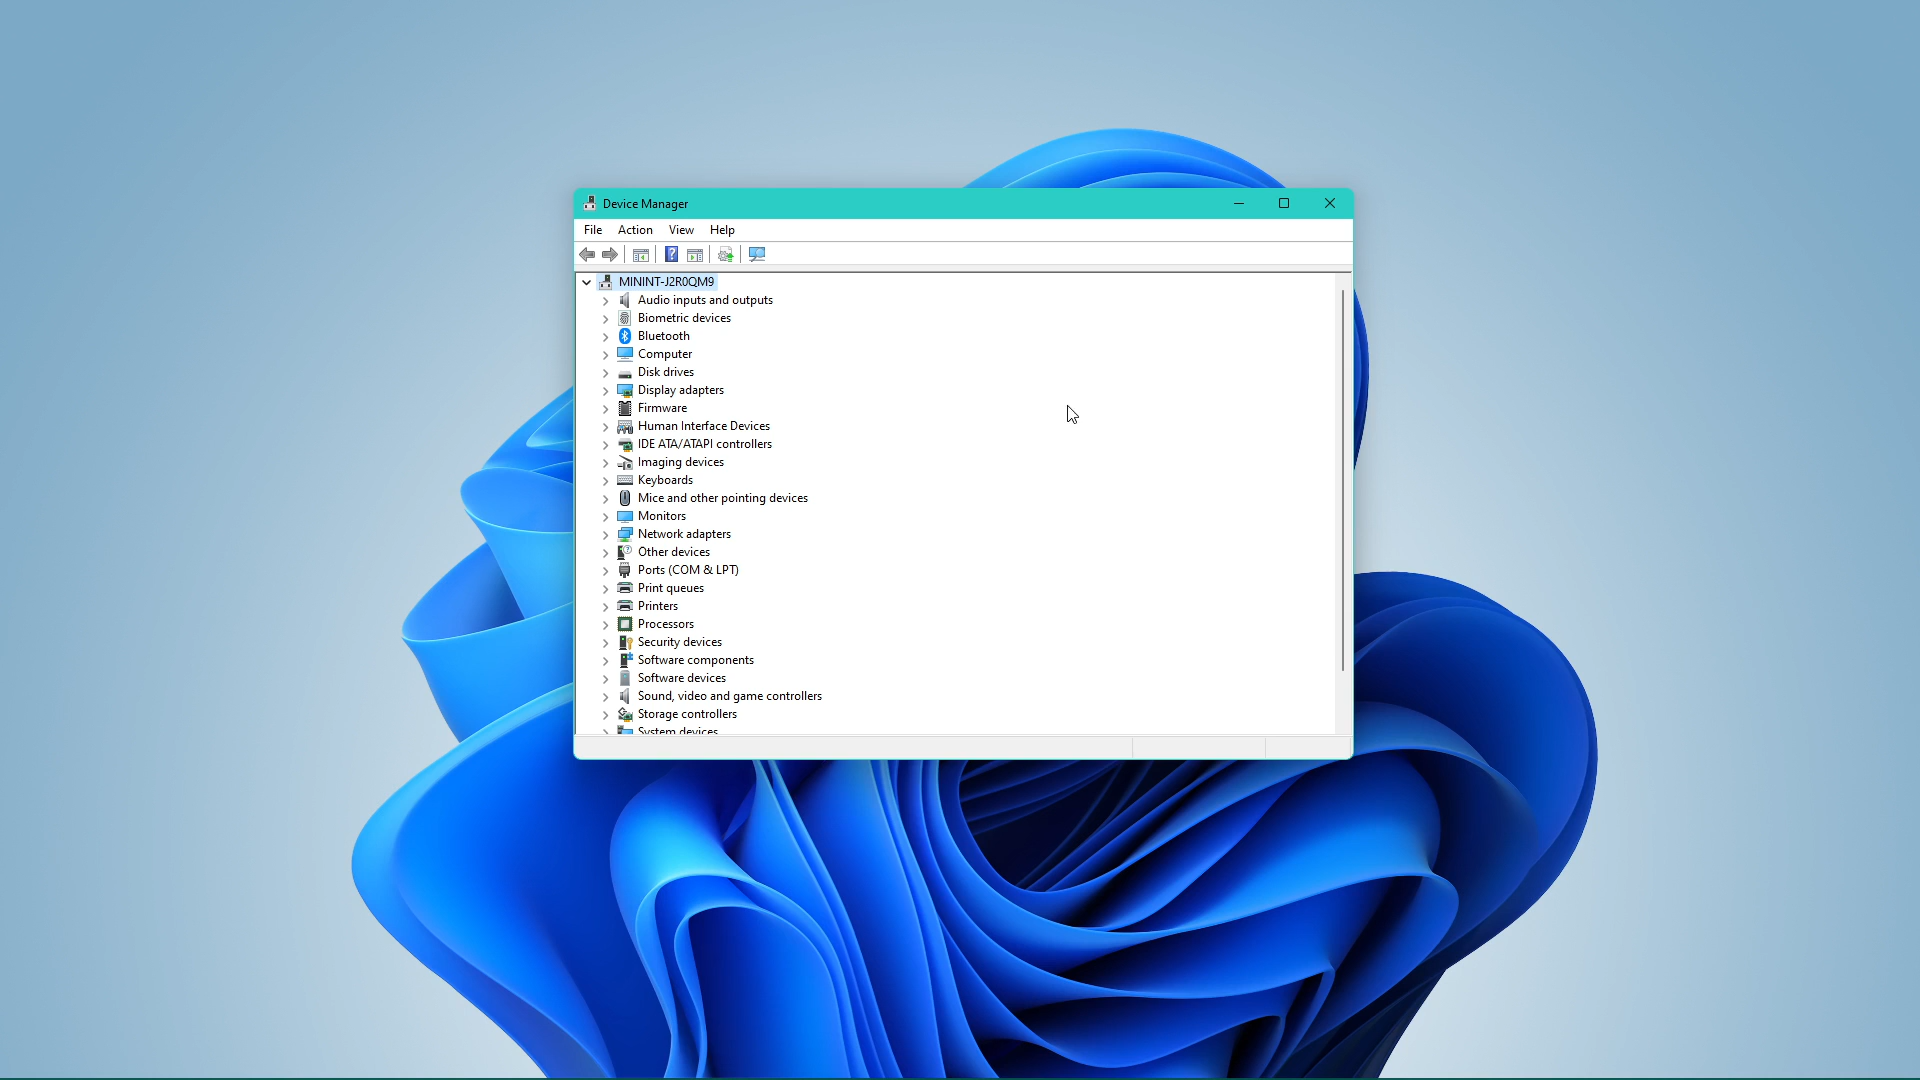 Device Manager
File Action View Help
MININT-J2R0QM9
Audio inputs and outputs
Biometric devices
Bluetooth
Computer
Disk drives
Display adapters
Firmware
Human Interface Devices
IDE ATA/ATAPI controllers
Imaging devices
Keyboards
Mice and other pointing devices
Monitors
Network adapters
Other devices
Ports (COM & LPT)
Print queues
Printers
Processors
Security devices
Software components
Software devices
Sound, video and game controllers
Storage controllers
System devices